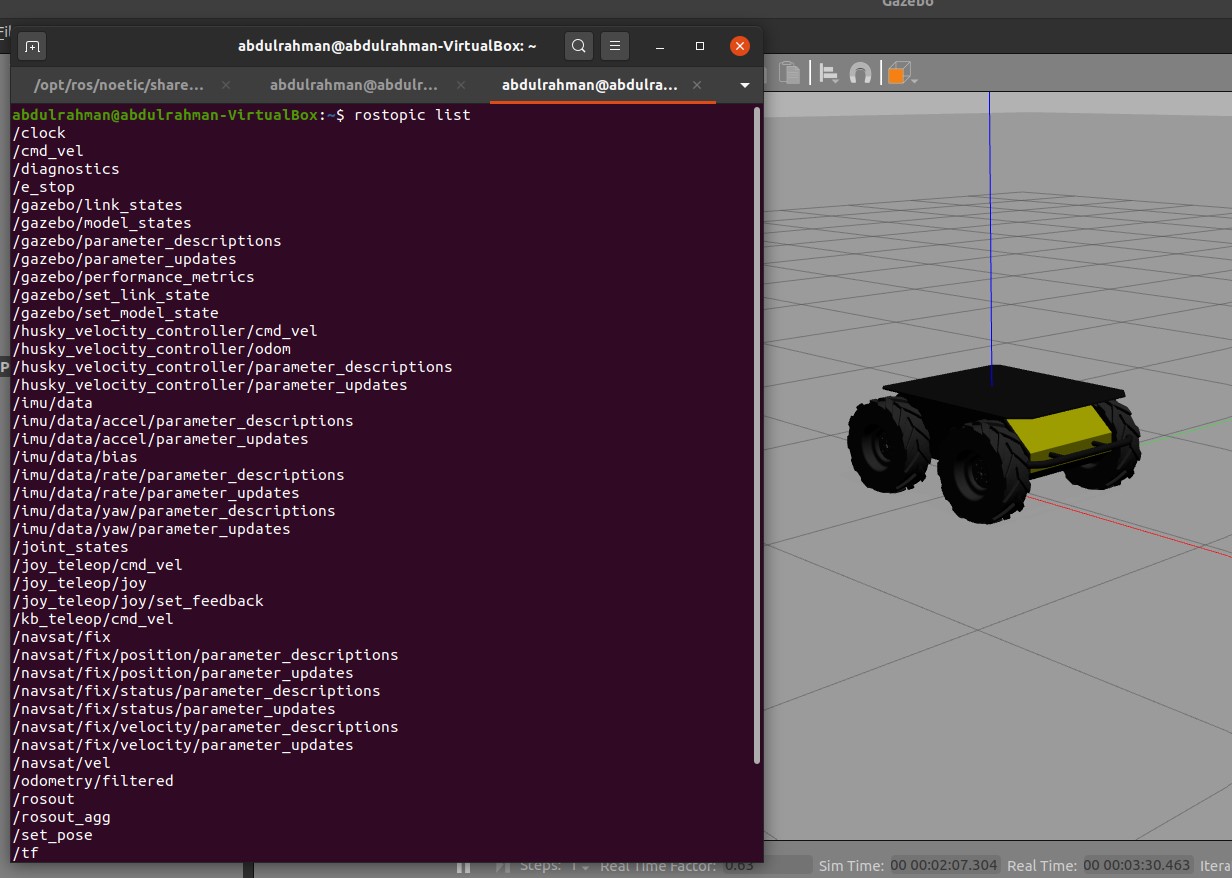 Gazebo
abdulrahman@abdulrahman-VirtualBox: ~
/opt/ros/noetic/share...
abdulrahman@abdulr...
abdulrahman@abdulra...
abdulrahman@abdulrahman-VirtualBox:~$ rostopic list
/clock
/cmd_vel
/diagnostics
/e_stop
/gazebo/link_states
/gazebo/model_states
/gazebo/parameter_descriptions
/gazebo/parameter_updates
/gazebo/performance_metrics
/gazebo/set_link_state
/gazebo/set_model_state
/husky_velocity_controller/cmd_vel
/husky_velocity_controller/odom
/husky_velocity_controller/parameter_descriptions
/husky_velocity_controller/parameter_updates
/imu/data
/imu/data/accel/parameter_descriptions
/imu/data/accel/parameter_updates
/imu/data/bias
/imu/data/rate/parameter_descriptions
/imu/data/rate/parameter_updates
/imu/data/yaw/parameter_descriptions
/imu/data/yaw/parameter_updates
/joint_states
/joy_teleop/cmd_vel
/joy_teleop/joy
/joy_teleop/joy/set_feedback
/kb_teleop/cmd_vel
/navsat/fix
/navsat/fix/position/parameter_descriptions
/navsat/fix/position/parameter_updates
/navsat/fix/status/parameter_descriptions
/navsat/fix/status/parameter_updates
/navsat/fix/velocity/parameter_descriptions
/navsat/fix/velocity/parameter_updates
/navsat/vel
/odometry/filtered
/rosout
/rosout_agg
/set_pose
/tf
Steps: 1 Real Time Factor: 0.63 Sim Time: 00 00:02:07.304 Real Time: 00 00:03:30.463